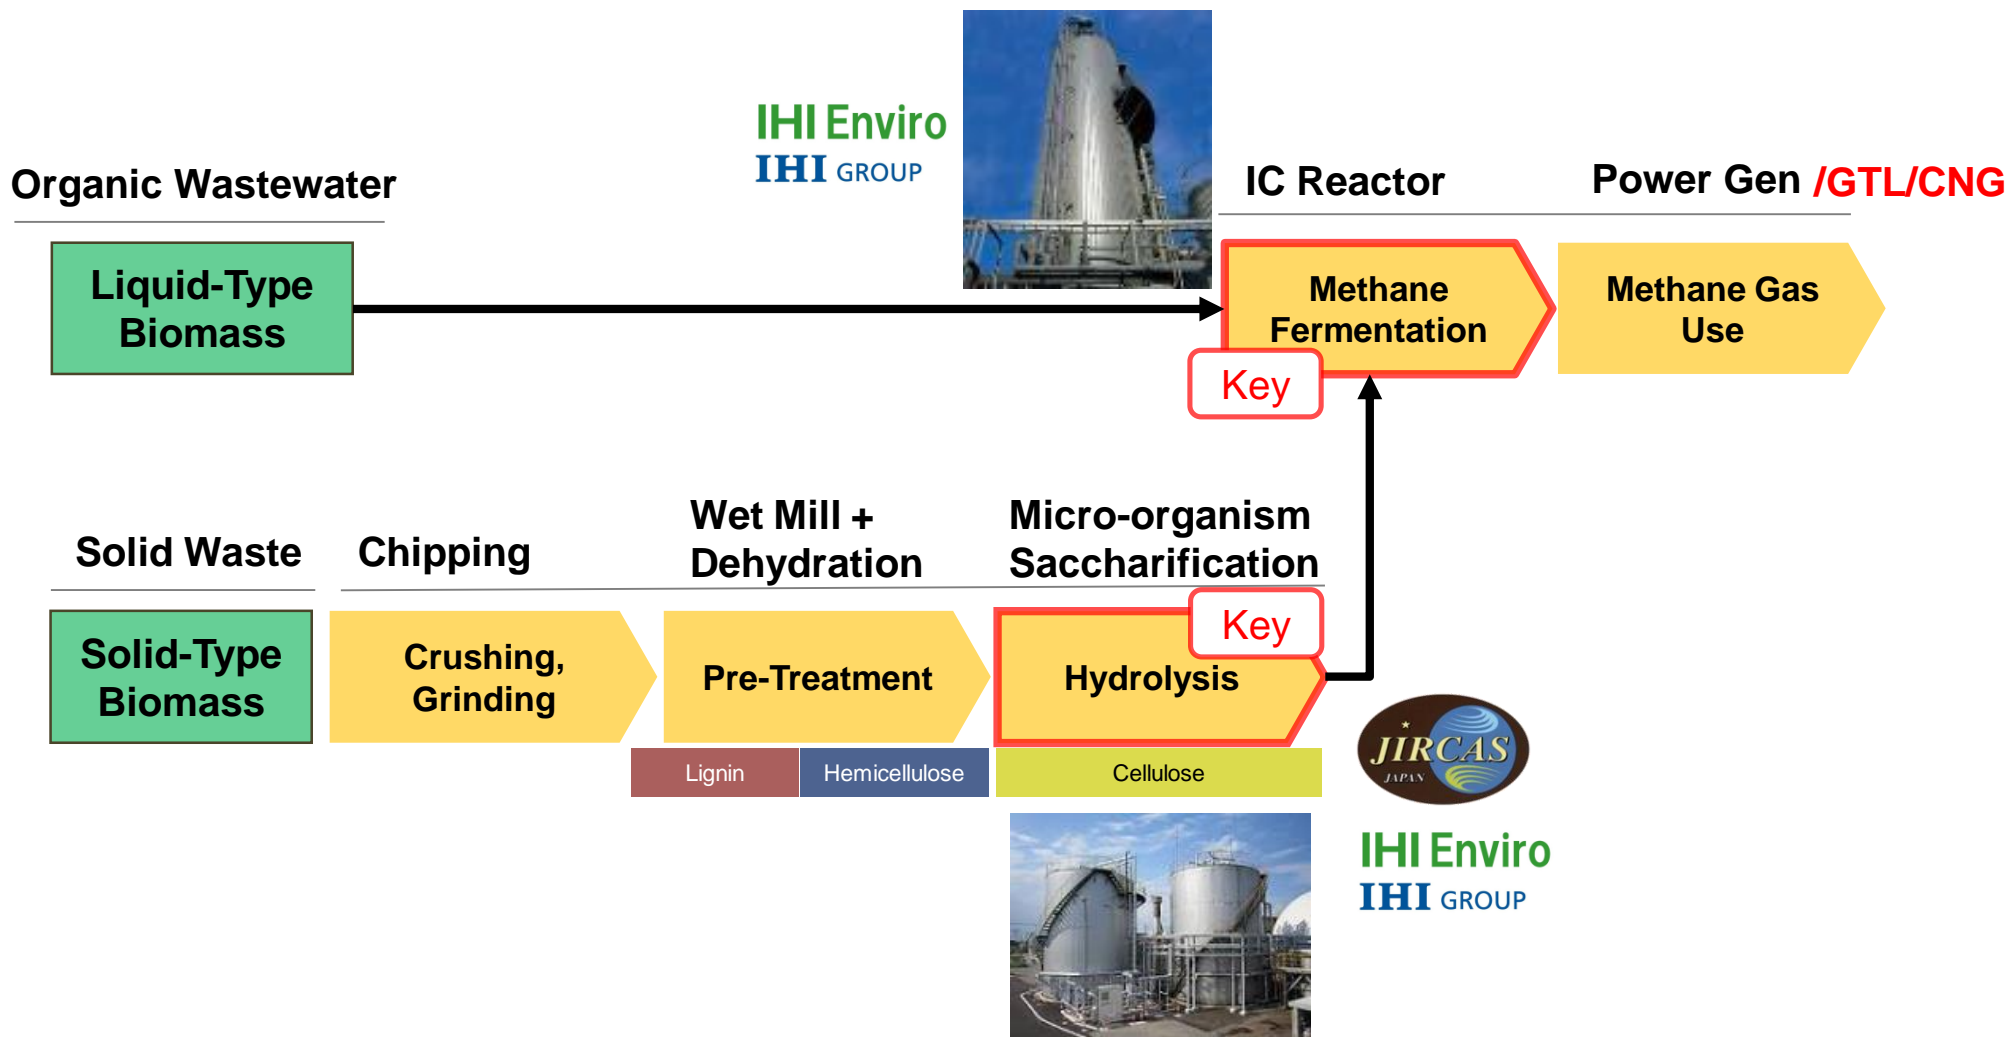 IHI Enviro
IHI GROUP
Organic Wastewater
IC Reactor
Power Gen /GTL/CNG
Liquid-Type
Biomass
Methane
Fermentation
Methane Gas
Use
Key
Solid Waste
Chipping
Wet Mill +
Dehydration
Micro-organism
Saccharification
Solid-Type
Biomass
Crushing,
Grinding
Pre-Treatment
Key
Hydrolysis
Lignin
Hemicellulose
Cellulose
JIRCAS
JAPAN
IHI Enviro
IHI GROUP